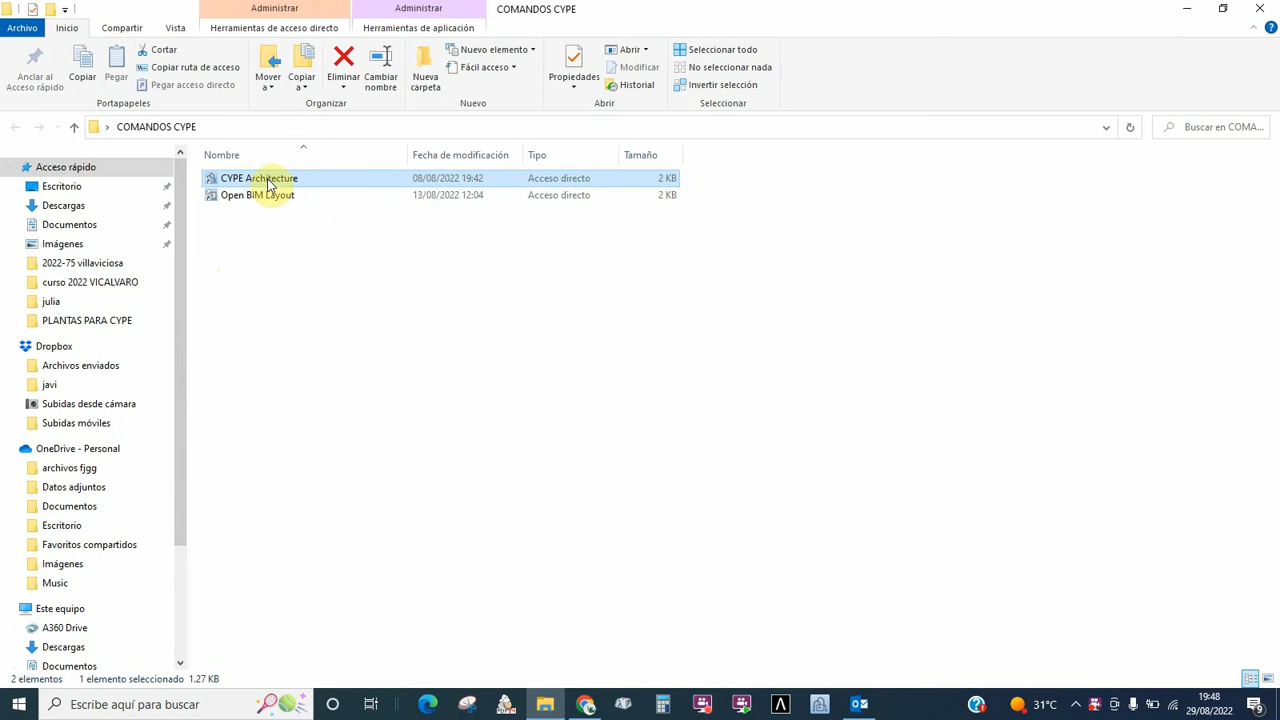 Administrar
Administrar
COMANDOS CYPE
Archivo
Inicio
Compartir
Vista
Herramientas de acceso directo
Herramientas de aplicación
Anclar al
Acceso rápido
Copiar
Pegar
Cortar
Copiar ruta de acceso
Pegar acceso directo
Portapapeles
Mover
a
Copiar
a
Eliminar
Cambiar
nombre
Organizar
Nueva
carpeta
Nuevo elemento
Fácil acceso
Nuevo
Propiedades
Abrir
Modificar
Historial
Abrir
Seleccionar todo
No seleccionar nada
Invertir selección
Seleccionar
COMANDOS CYPE
Buscar en COMA...
Nombre
Fecha de modificación
Tipo
Tamaño
CYPE Architecture
08/08/2022 19:42
Acceso directo
2 KB
Open BIM Layout
13/08/2022 12:04
Acceso directo
2 KB
Acceso rápido
Escritorio
Descargas
Documentos
Imágenes
2022-75 villaviciosa
curso 2022 VICALVARO
julia
PLANTAS PARA CYPE
Dropbox
Archivos enviados
javi
Subidas desde cámara
Subidas móviles
OneDrive - Personal
archivos fjgg
Datos adjuntos
Documentos
Escritorio
Favoritos compartidos
Imágenes
Music
Este equipo
A360 Drive
Descargas
Documentos
2 elementos
1 elemento seleccionado 1.27 KB
Escribe aquí para buscar
31°C
19:48
29/08/2022